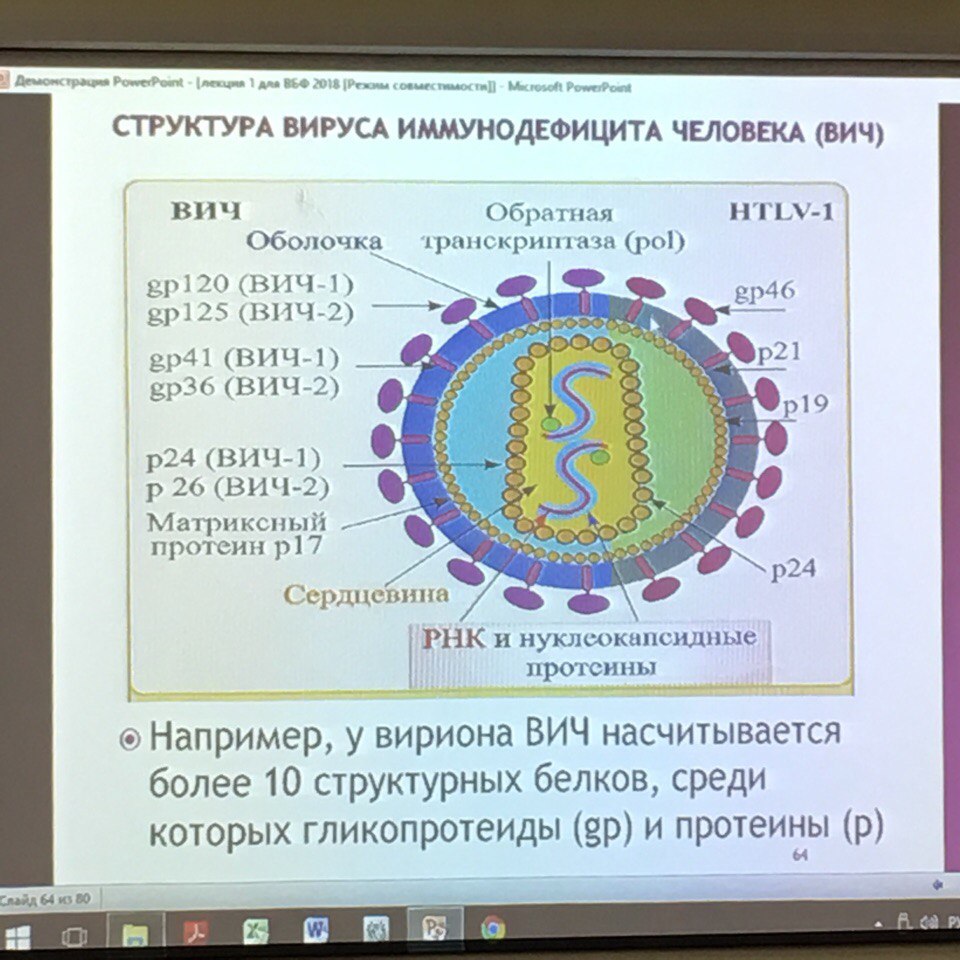 Демонстрация PowerPoint - [лекция 1 для ВБФ 2018 [Режим совместимости]] - Microsoft PowerPoint
СТРУКТУРА ВИРУСА ИММУНОДЕФИЦИТА ЧЕЛОВЕКА (ВИЧ)
ВИЧ
Обратная
HTLV-1
Оболочка
транскриптаза (pol)
gp120 (ВИЧ-1)
gp125 (ВИЧ-2)
gp46
gp41 (ВИЧ-1)
gp36 (ВИЧ-2)
p21
p19
p24 (ВИЧ-1)
p 26 (ВИЧ-2)
Матриксный
протеин p17
p24
Сердцевина
РНК и нуклеокапсидные
протеины
Например, у вириона ВИЧ насчитывается
более 10 структурных белков, среди
которых гликопротеиды (gp) и протеины (p)
64
Слайд 64 из 80